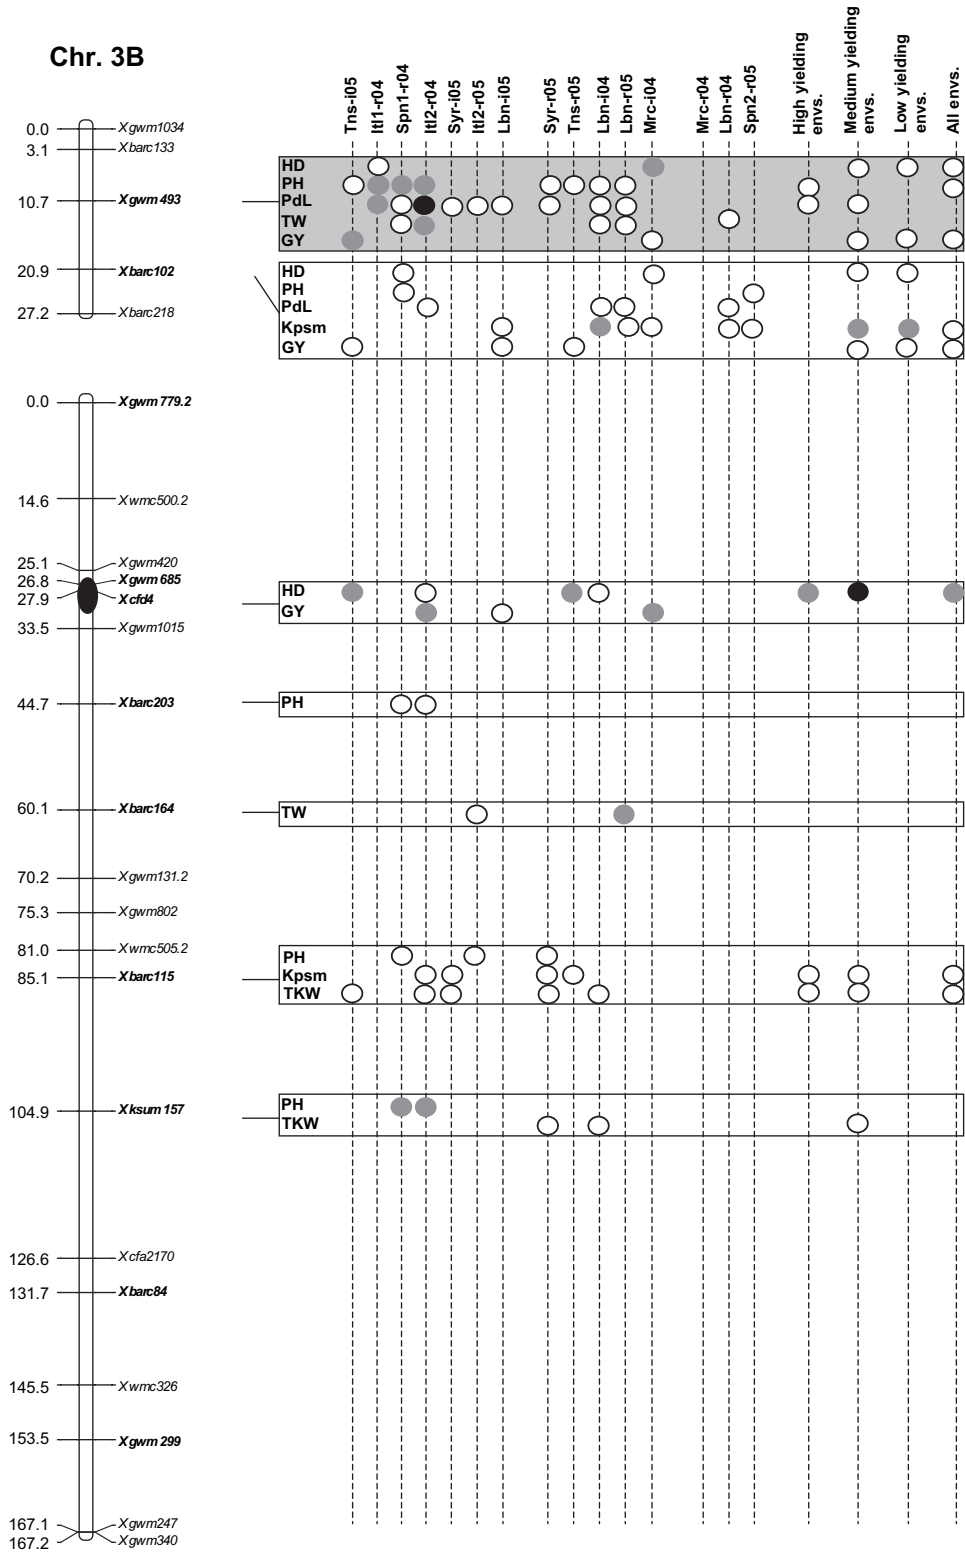 Chr. 3B
Tns-i05
Itl1-r04
Spn1-r04
Itl2-r04
Syr-i05
Itl2-r05
Lbn-i05
Syr-r05
Tns-r05
Lbn-i04
Lbn-r05
Mrc-i04
Mrc-r04
Lbn-r04
Spn2-r05
High yielding
envs.
Medium yielding
envs.
Low yielding
envs.
All envs.
0.0 Xgwm1034
3.1 Xbarc133
10.7 Xgwm493
20.9 Xbarc102
27.2 Xbarc218
HD
PH
PdL
TW
GY
HD
PH
PdL
Kpsm
GY
0.0 Xgwm779.2
14.6 Xwmc500.2
25.1 Xgwm420
26.8 Xgwm685
27.9 Xcfd4
33.5 Xgwm1015
HD
GY
44.7 Xbarc203
PH
60.1 Xbarc164
TW
70.2 Xgwm131.2
75.3 Xgwm802
81.0 Xwmc505.2
85.1 Xbarc115
PH
Kpsm
TKW
104.9 Xksum157
PH
TKW
126.6 Xcfa2170
131.7 Xbarc84
145.5 Xwmc326
153.5 Xgwm299
167.1 Xgwm247
167.2 Xgwm340